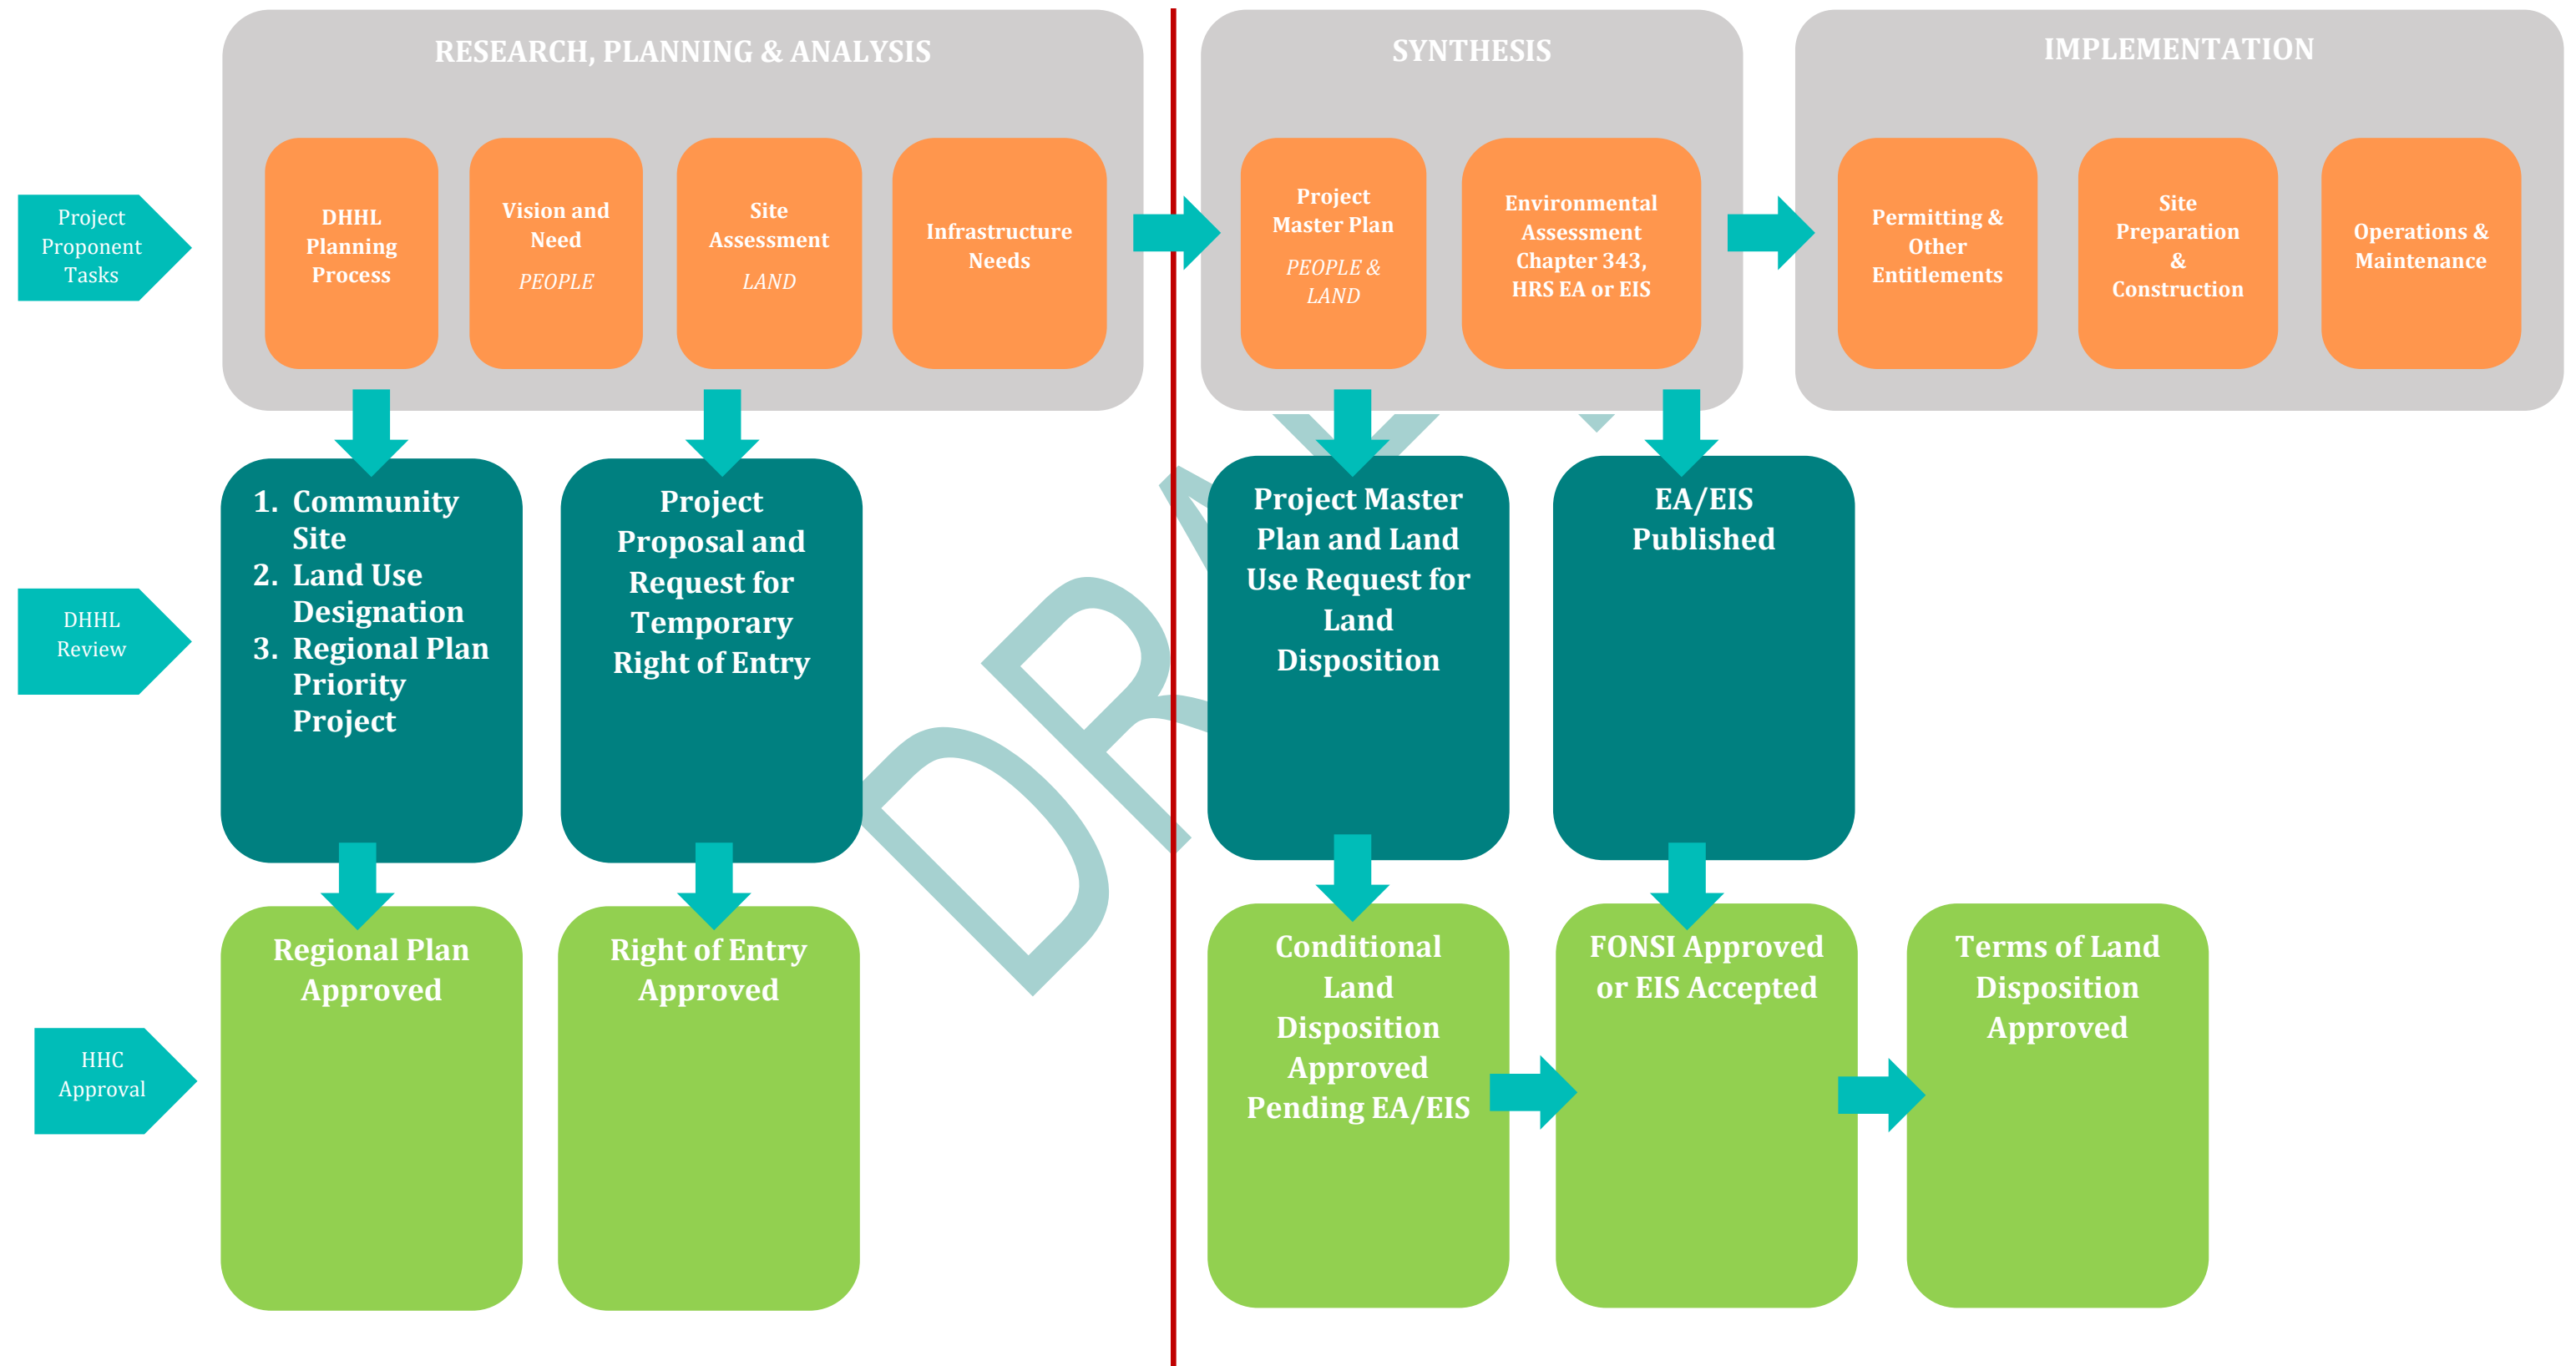 RESEARCH, PLANNING & ANALYSIS
SYNTHESIS
IMPLEMENTATION
Project
Proponent
Tasks
DHHL
Planning
Process
Vision and
Need
PEOPLE
Site
Assessment
LAND
Infrastructure
Needs
Project
Master Plan
PEOPLE &
LAND
Environmental
Assessment
Chapter 343,
HRS EA or EIS
Permitting &
Other
Entitlements
Site
Preparation
&
Construction
Operations &
Maintenance
DHHL
Review
1. Community
Site
2. Land Use
Designation
3. Regional Plan
Priority
Project
Project
Proposal and
Request for
Temporary
Right of Entry
Project Master
Plan and Land
Use Request for
Land
Disposition
EA/EIS
Published
HHC
Approval
Regional Plan
Approved
Right of Entry
Approved
Conditional
Land
Disposition
Approved
Pending EA/EIS
FONSI Approved
or EIS Accepted
Terms of Land
Disposition
Approved